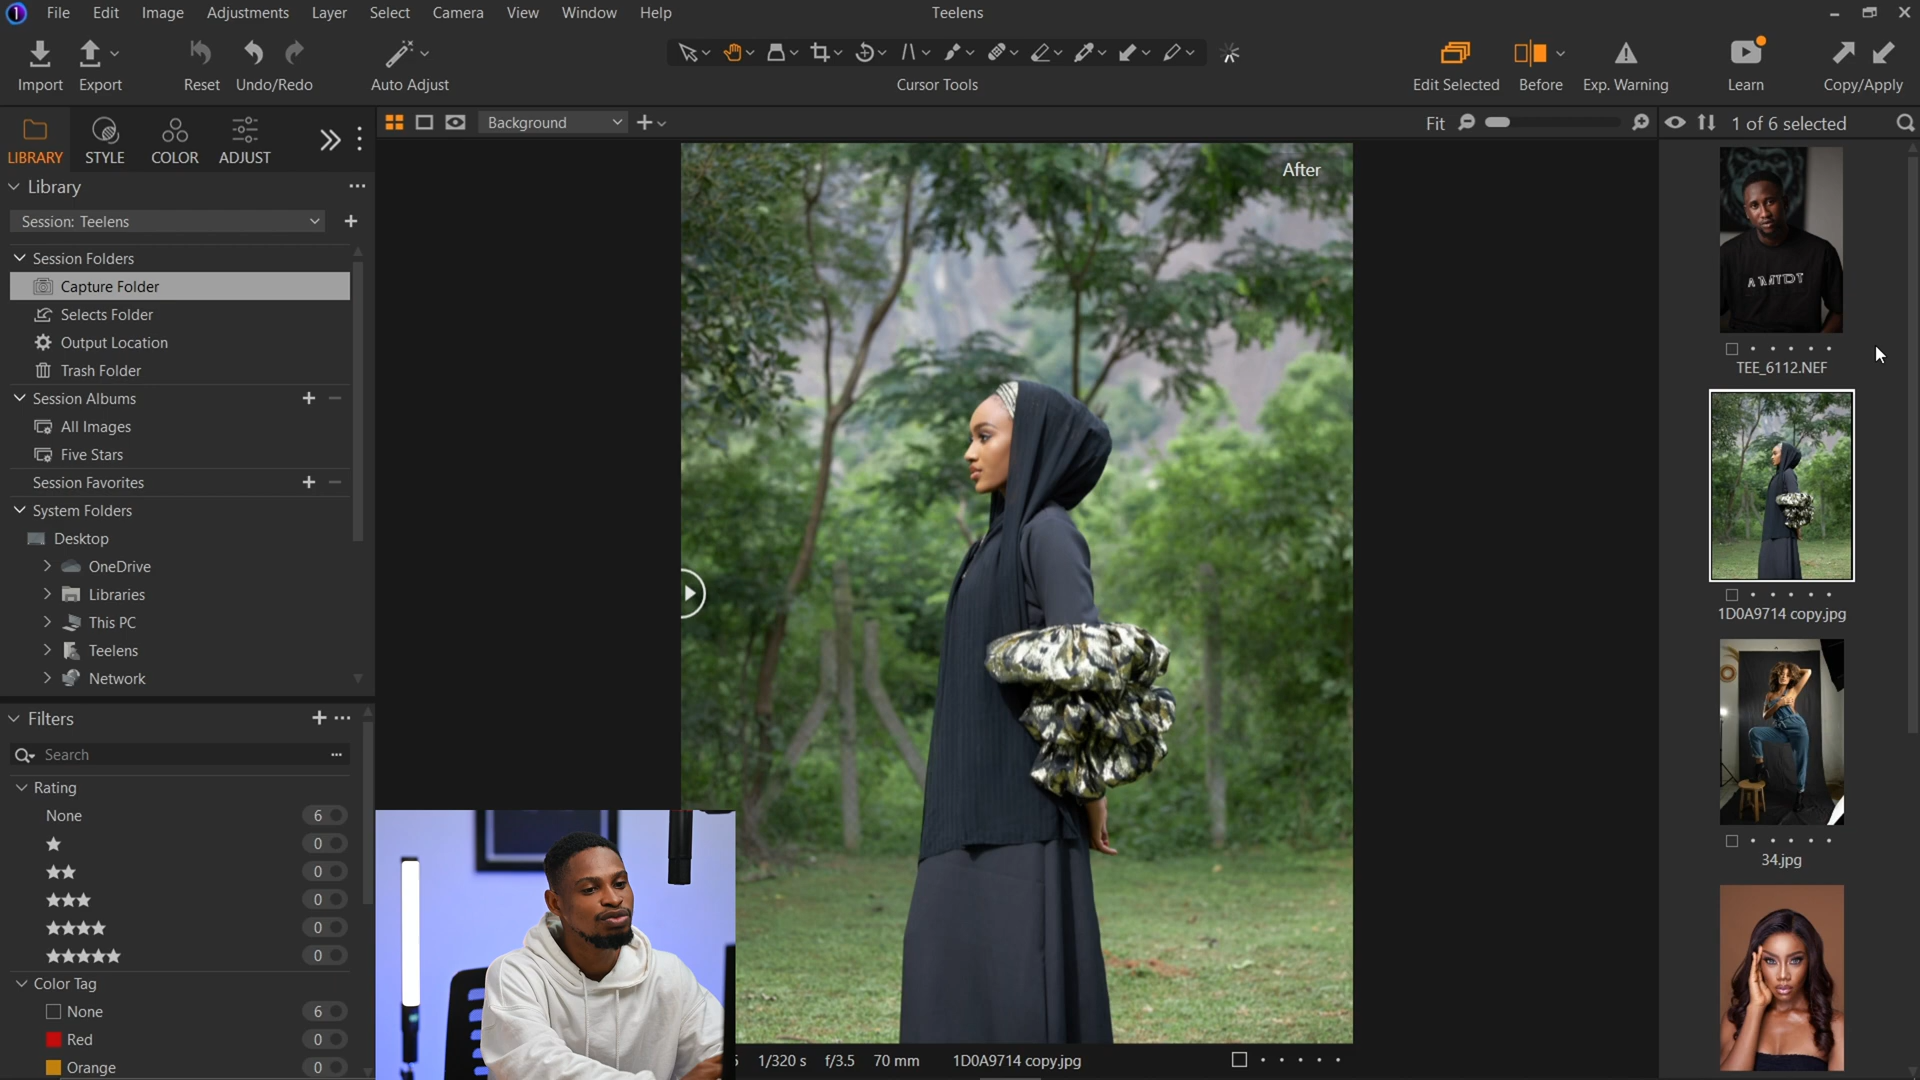 File Edit Image Adjustments Layer Select Camera View Window Help Teelens
Import Export Reset Undo/Redo Auto Adjust Cursor Tools Edit Selected Before Exp. Warning Learn Copy/Apply
LIBRARY STYLE COLOR ADJUST
Background
Fit
1 of 6 selected
Library
Session: Teelens
Session Folders
Capture Folder
Selects Folder
Output Location
Trash Folder
Session Albums
All Images
Five Stars
Session Favorites
System Folders
Desktop
OneDrive
Libraries
This PC
Teelens
Network
Filters
Search
Rating
None 6
0
0
0
0
0
Color Tag
None 6
Red 0
Orange 0
After
1/320 s f/3.5 70 mm 1D0A9714 copy.jpg
TEE_6112.NEF
1D0A9714 copy.jpg
34.jpg